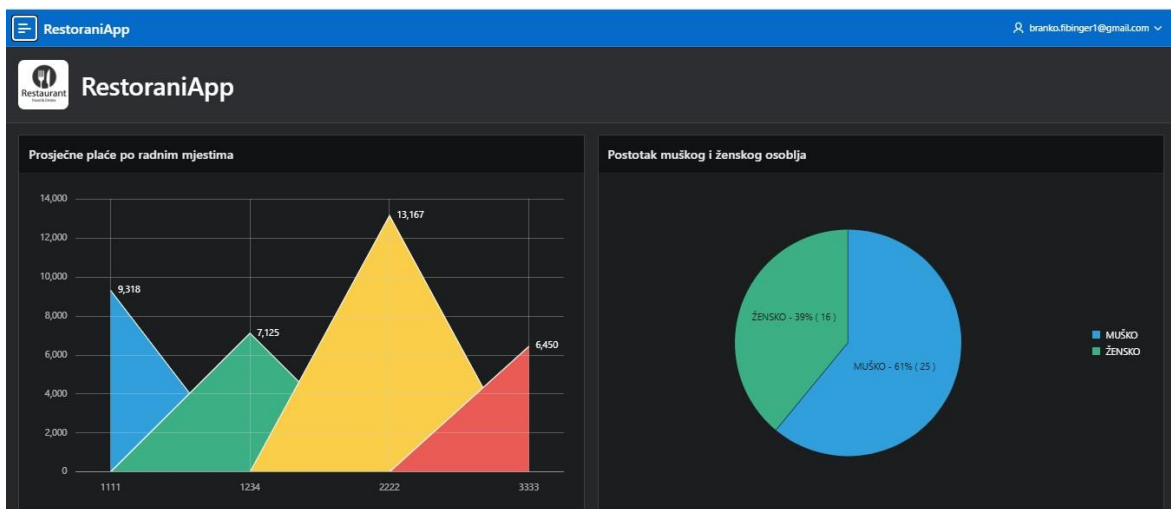 RestoraniApp
branko.fibinger1@gmail.com
Restaurant
Food & Drinks
RestoraniApp
Prosječne plaće po radnim mjestima
14,000
12,000
10,000
8,000
6,000
4,000
2,000
0
9,318
7,125
13,167
6,450
1111 1234 2222 3333
Postotak muškog i ženskog osoblja
ŽENSKO - 39% ( 16 )
MUŠKO - 61% ( 25 )
MUŠKO
ŽENSKO